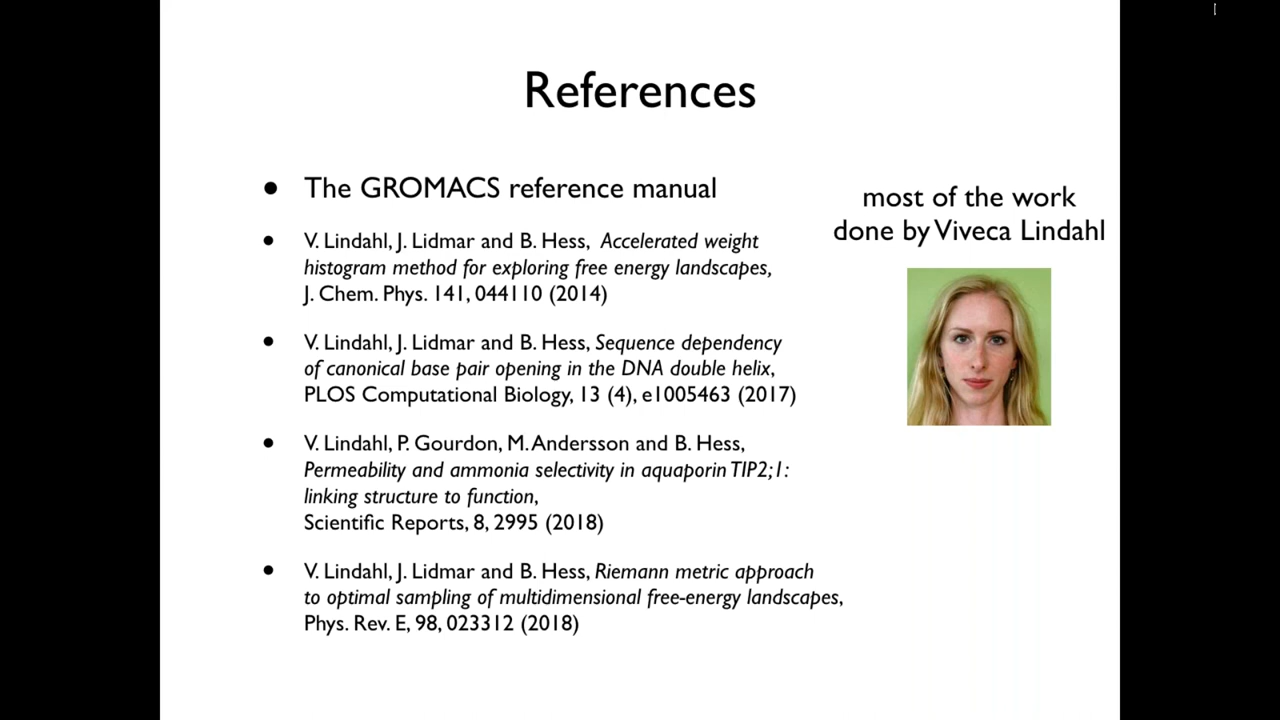 References
• The GROMACS reference manual
most of the work
done by Viveca Lindahl
• V. Lindahl, J. Lidmar and B. Hess, Accelerated weight
histogram method for exploring free energy landscapes,
J. Chem. Phys. 141, 044110 (2014)
• V. Lindahl, J. Lidmar and B. Hess, Sequence dependency
of canonical base pair opening in the DNA double helix,
PLOS Computational Biology, 13 (4), e1005463 (2017)
• V. Lindahl, P. Gourdon, M. Andersson and B. Hess,
Permeability and ammonia selectivity in aquaporin TIP2;1:
linking structure to function,
Scientific Reports, 8, 2995 (2018)
• V. Lindahl, J. Lidmar and B. Hess, Riemann metric approach
to optimal sampling of multidimensional free-energy landscapes,
Phys. Rev. E, 98, 023312 (2018)